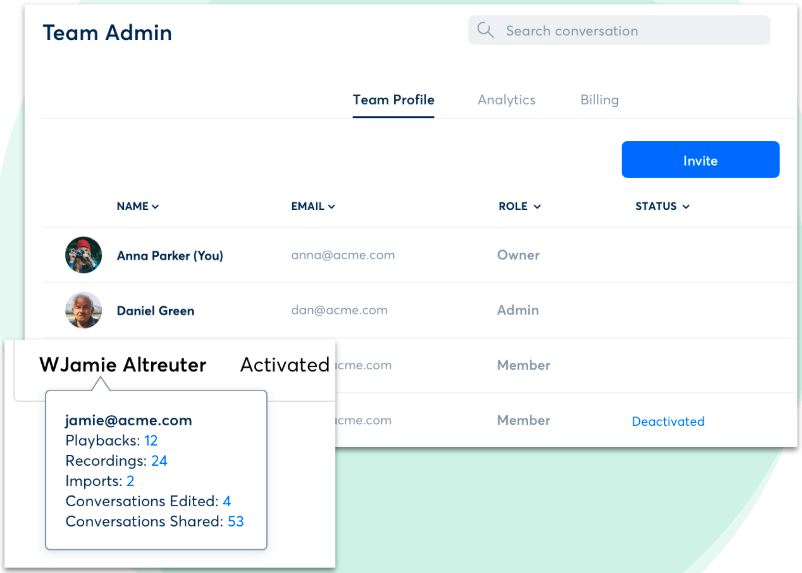 Team Admin
Search conversation
Team Profile Analytics Billing
Invite
NAME EMAIL ROLE STATUS
Anna Parker (You) anna@acme.com Owner
Daniel Green dan@acme.com Admin
WJamie Altreuter Activated cme.com Member
cme.com Member Deactivated
jamie@acme.com
Playbacks: 12
Recordings: 24
Imports: 2
Conversations Edited: 4
Conversations Shared: 53